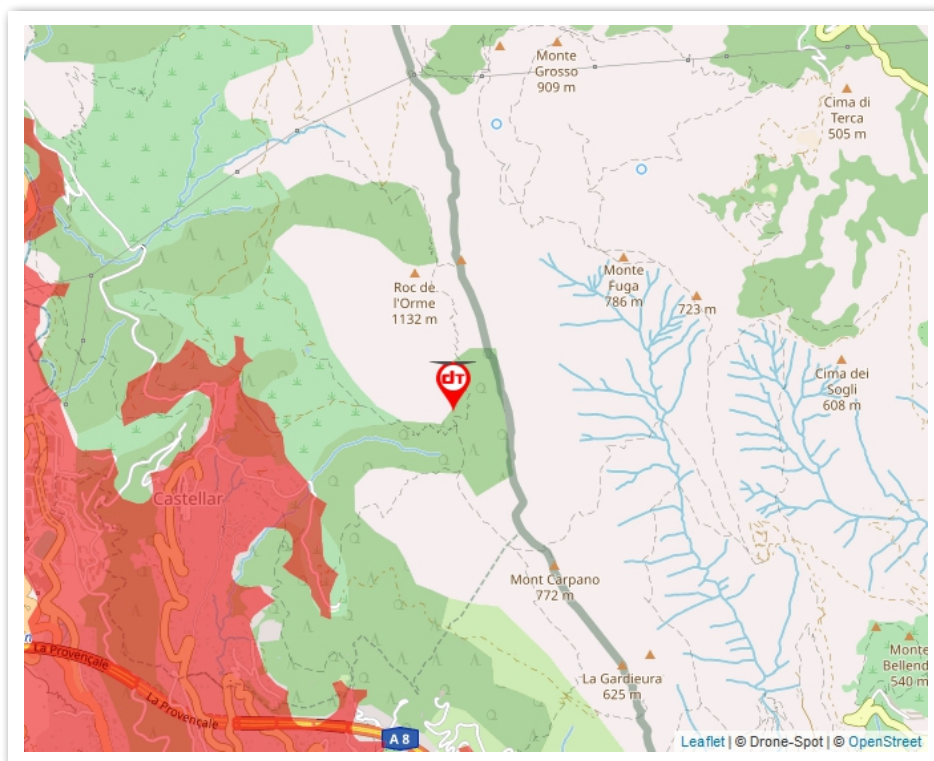 Monte
Grosso
909 m
Cima di
Terca
505 m
Roc de
l'Orme
1132 m
Monte
Fuga
786 m
723 m
dT
Cima dei
Sogli
608 m
Castellar
Mont Carpano
772 m
La Provençale
La Gardieura
625 m
Monte
540 m
La Provençale
A 8
Leaflet | © Drone-Spot | © OpenStreet